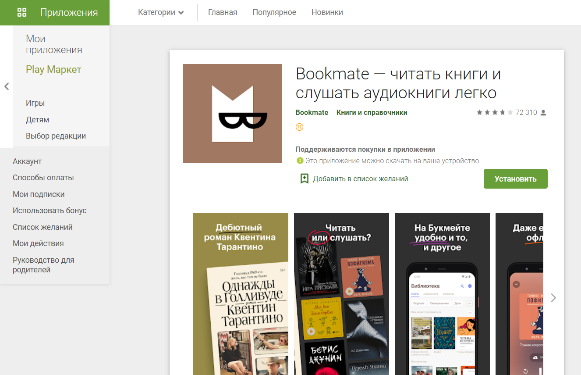 Приложения
Категории
Главная
Популярное
Новинки
Мои
приложения
Play Маркет
Игры
Детям
Выбор редакции
Аккаунт
Способы оплаты
Мои подписки
Использовать бонус
Список желаний
Мои действия
Руководство для
родителей
Bookmate — читать книги и
слушать аудиокниги легко
Bookmate Книги и справочники
72 310
Поддерживаются покупки в приложении
Это приложение можно скачать на ваше устройство.
Добавить в список желаний
Установить
Дебютный
роман Квентина
Тарантино
Однажды
в Голливуде
Квентин
Тарантино
Читать
или слушать?
БОРИС
АКУНИН
На Букмейте
удобно и то,
и другое
Библиотека
Даже